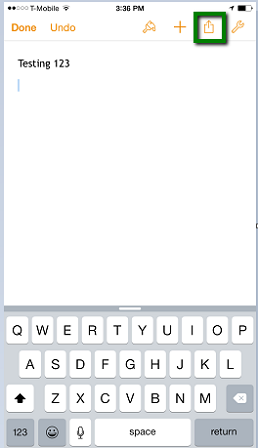 T-Mobile 3:36 PM
Done Undo
Testing 123
Q W E R T Y U I O P
A S D F G H J K L
Z X C V B N M
123 space return